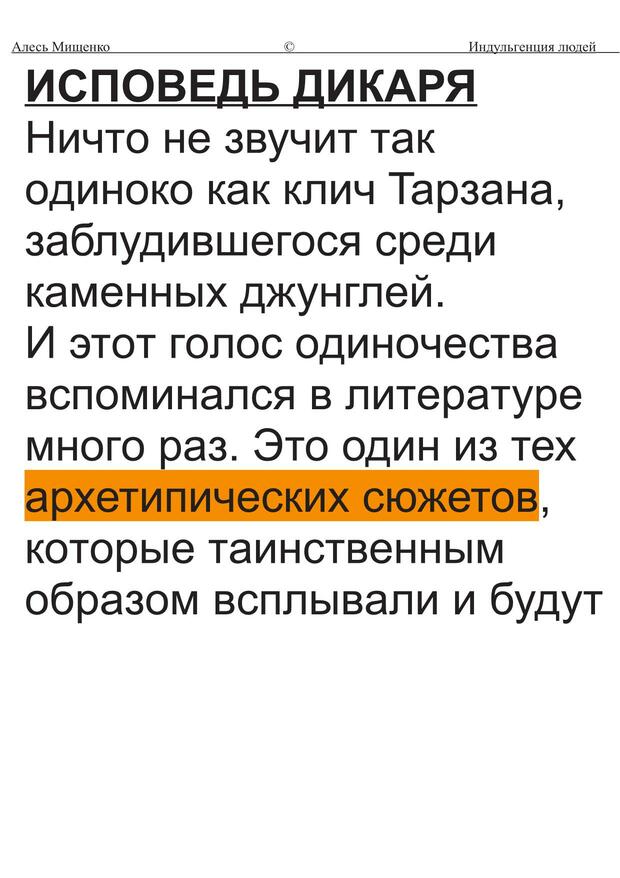 Алесь Мищенко © Индульгенция людей
ИСПОВЕДЬ ДИКАРЯ
Ничто не звучит так
одиноко как клич Тарзана,
заблудившегося среди
каменных джунглей.
И этот голос одиночества
вспоминался в литературе
много раз. Это один из тех
архетипических сюжетов,
которые таинственным
образом всплывали и будут